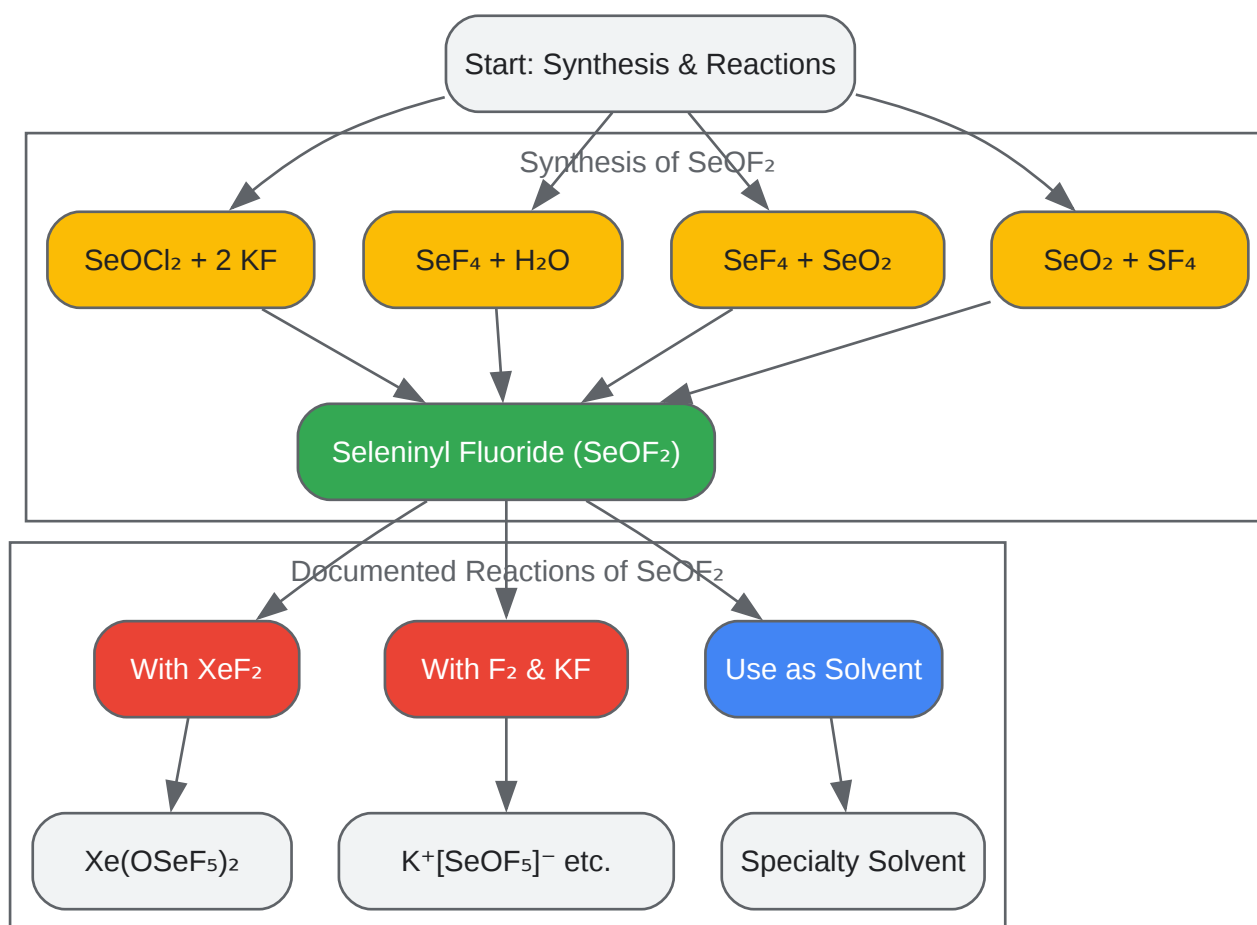 Start: Synthesis & Reactions
Synthesis of SeOF₂
SeOCl₂ + 2 KF
SeF₄ + H₂O
SeF₄ + SeO₂
SeO₂ + SF₄
Seleninyl Fluoride (SeOF₂)
Documented Reactions of SeOF₂
With XeF₂
With F₂ & KF
Use as Solvent
Xe(OSeF₅)₂
K⁺[SeOF₅]⁻ etc.
Specialty Solvent